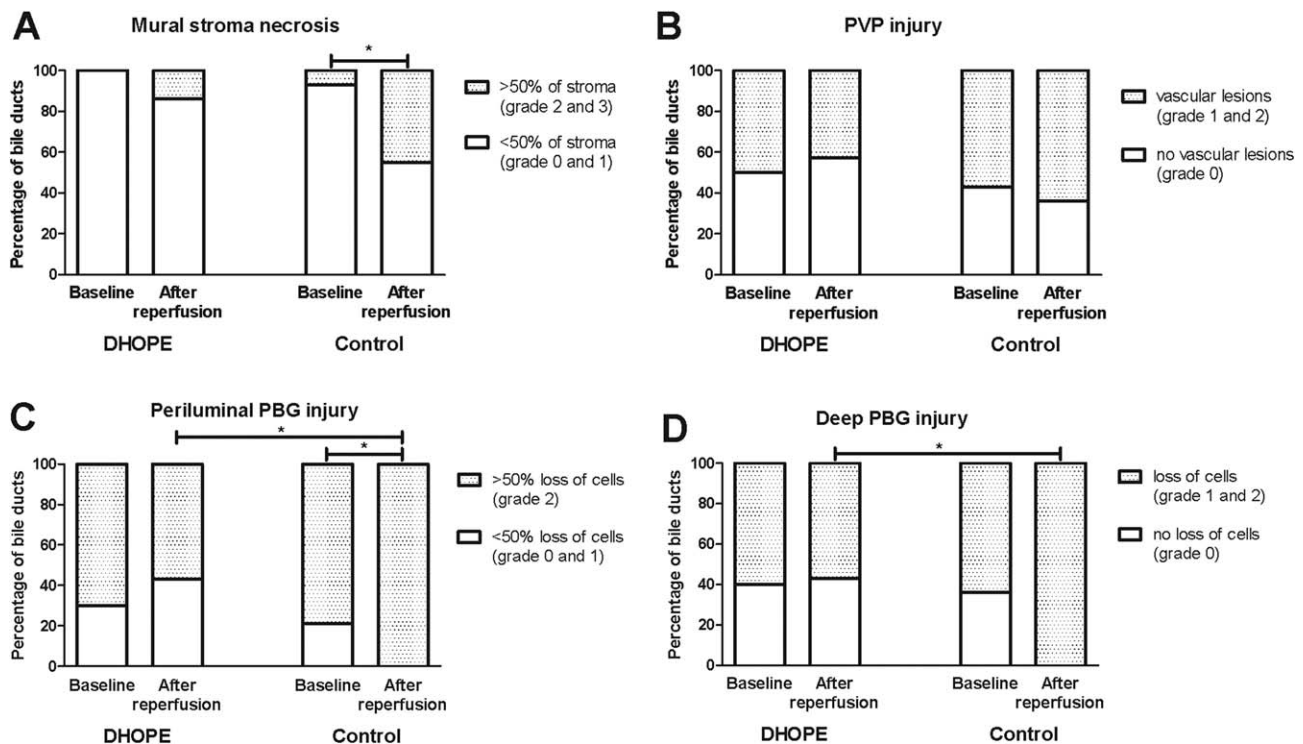 A
Mural stroma necrosis
*
Percentage of bile ducts
100
80
60
40
20
0
Baseline
After
reperfusion
Baseline
After
reperfusion
DHOPE
Control
>50% of stroma
(grade 2 and 3)
<50% of stroma
(grade 0 and 1)
B
PVP injury
Percentage of bile ducts
100
80
60
40
20
0
Baseline
After
reperfusion
Baseline
After
reperfusion
DHOPE
Control
vascular lesions
(grade 1 and 2)
no vascular lesions
(grade 0)
C
Periluminal PBG injury
*
*
Percentage of bile ducts
100
80
60
40
20
0
Baseline
After
reperfusion
Baseline
After
reperfusion
DHOPE
Control
>50% loss of cells
(grade 2)
<50% loss of cells
(grade 0 and 1)
D
Deep PBG injury
*
Percentage of bile ducts
100
80
60
40
20
0
Baseline
After
reperfusion
Baseline
After
reperfusion
DHOPE
Control
loss of cells
(grade 1 and 2)
no loss of cells
(grade 0)